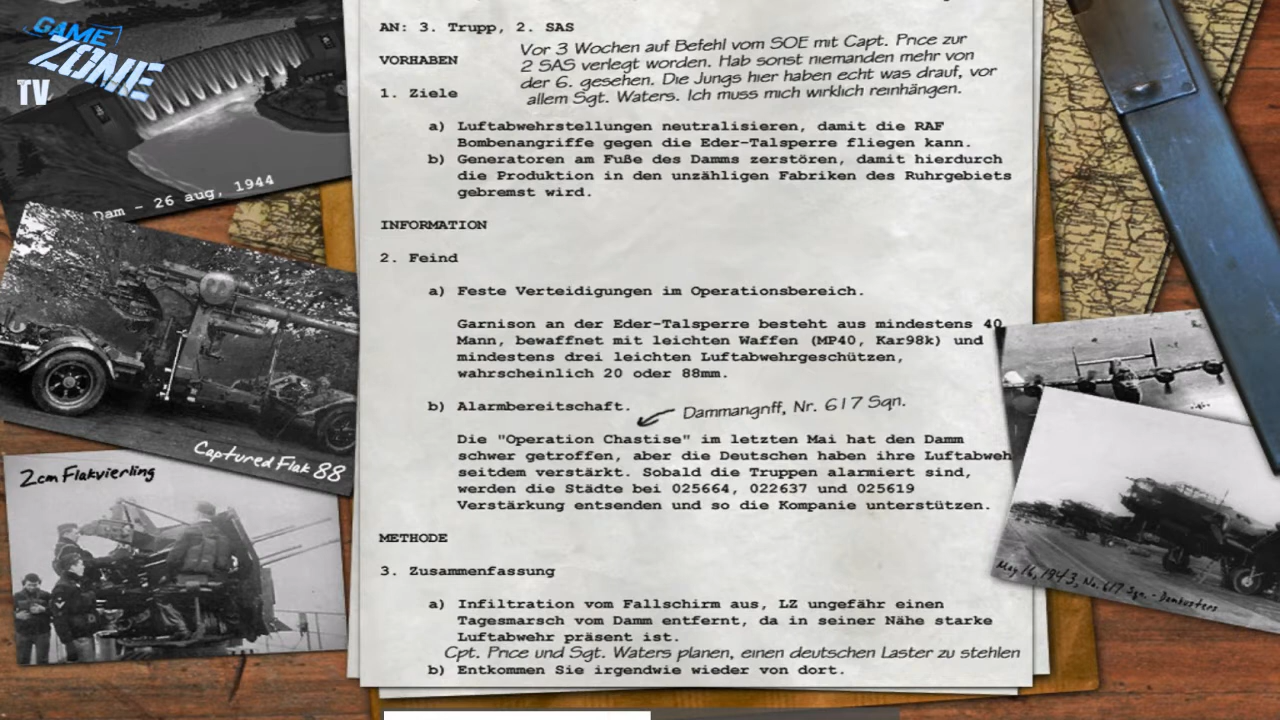 GAME
ZONE
TV
AN: 3. Trupp, 2. SAS
Vor 3 Wochen auf Befehl vom SOE mit Capt. Price zur
VORHABEN
2 SAS verlegt worden. Hab sonst niemanden mehr von
der 6. gesehen. Die Jungs hier haben echt was drauf, vor
1. Ziele
allem Sgt. Waters. Ich muss mich wirklich reinhängen.
a) Luftabwehrstellungen neutralisieren, damit die RAF
Bombenangriffe gegen die Eder-Talsperre fliegen kann.
b) Generatoren am Fuße des Damms zerstören, damit hierdurch
die Produktion in den unzähligen Fabriken des Ruhrgebiets
gebremst wird.
Dam - 26 aug, 1944
INFORMATION
2. Feind
a) Feste Verteidigungen im Operationsbereich.
Garnison an der Eder-Talsperre besteht aus mindestens 40
Mann, bewaffnet mit leichten Waffen (MP40, Kar98k) und
mindestens drei leichten Luftabwehrgeschützen,
wahrscheinlich 20 oder 88mm.
b) Alarmbereitschaft.
Dammangriff, Nr. 617 Sqn.
Die "Operation Chastise" im letzten Mai hat den Damm
schwer getroffen, aber die Deutschen haben ihre Luftabweh
seitdem verstärkt. Sobald die Truppen alarmiert sind,
werden die Städte bei 025664, 022637 und 025619
Verstärkung entsenden und so die Kompanie unterstützen.
Captured Flak 88
2cm Flakvierling
METHODE
3. Zusammenfassung
May 16, 1943, No. 617 Sqn. - Dambusters
a) Infiltration vom Fallschirm aus, LZ ungefähr einen
Tagesmarsch vom Damm entfernt, da in seiner Nähe starke
Luftabwehr präsent ist.
Cpt. Price und Sgt. Waters planen, einen deutschen Laster zu stehlen
b) Entkommen Sie irgendwie wieder von dort.